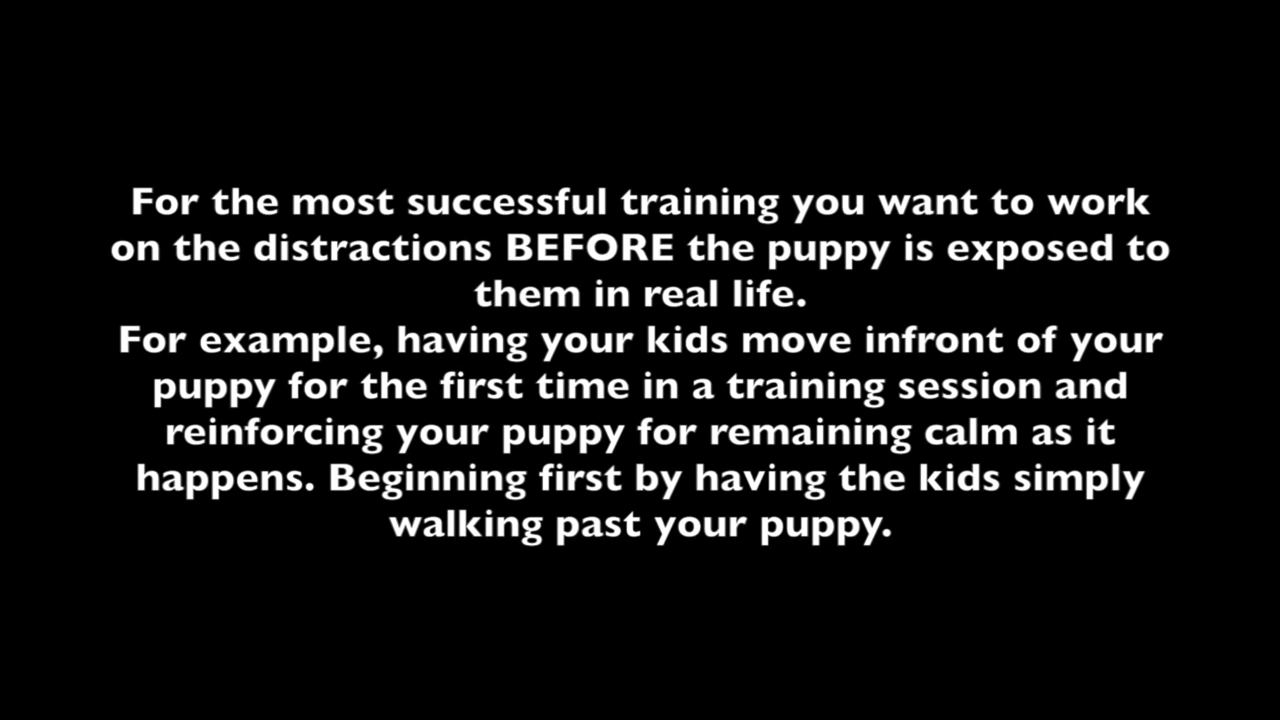 For the most successful training you want to work
on the distractions BEFORE the puppy is exposed to
them in real life.
For example, having your kids move infront of your
puppy for the first time in a training session and
reinforcing your puppy for remaining calm as it
happens. Beginning first by having the kids simply
walking past your puppy.